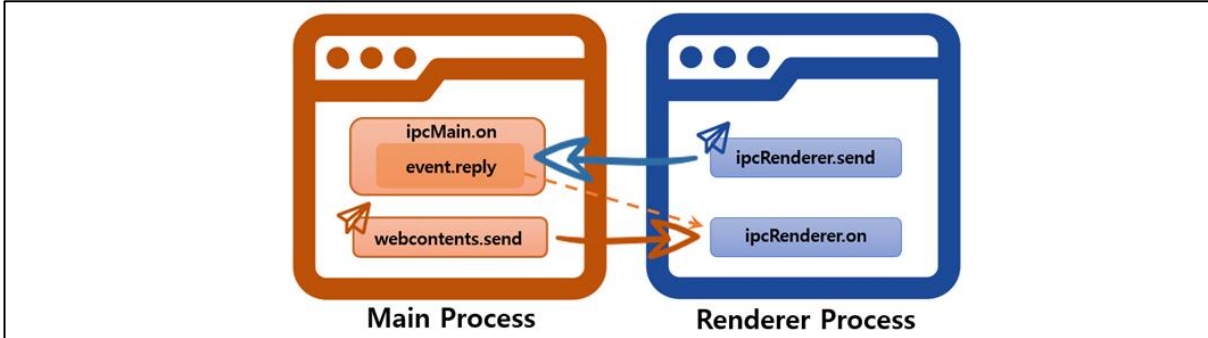 ipcMain.on
event.reply
webcontents.send
Main Process
ipcRenderer.send
ipcRenderer.on
Renderer Process